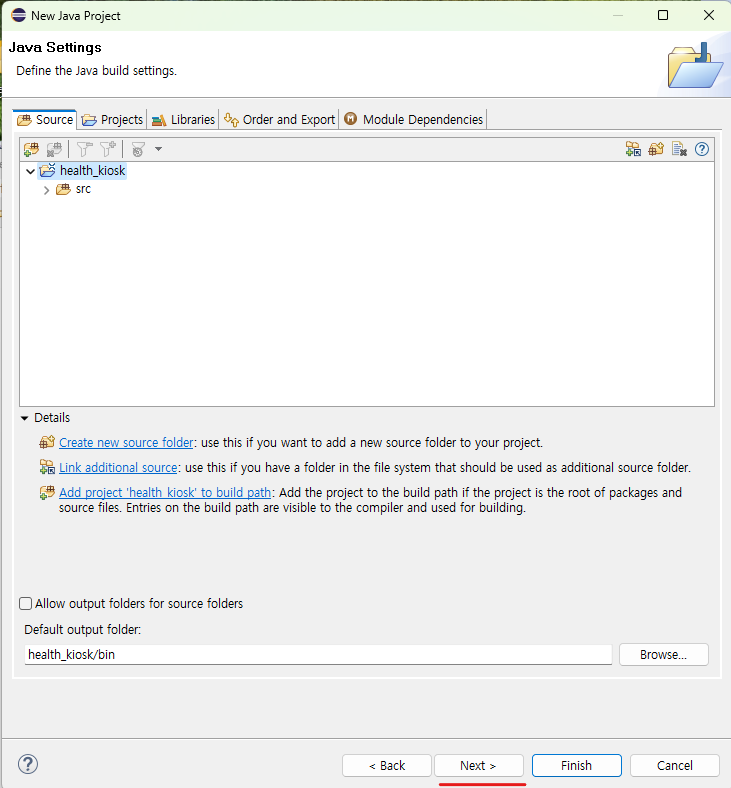 New Java Project
Java Settings
Define the Java build settings.
Source Projects Libraries Order and Export Module Dependencies
health_kiosk
src
Details
Create new source folder: use this if you want to add a new source folder to your project.
Link additional source: use this if you have a folder in the file system that should be used as additional source folder.
Add project 'health_kiosk' to build path: Add the project to the build path if the project is the root of packages and
source files. Entries on the build path are visible to the compiler and used for building.
Allow output folders for source folders
Default output folder:
health_kiosk/bin
Browse...
< Back Next > Finish Cancel